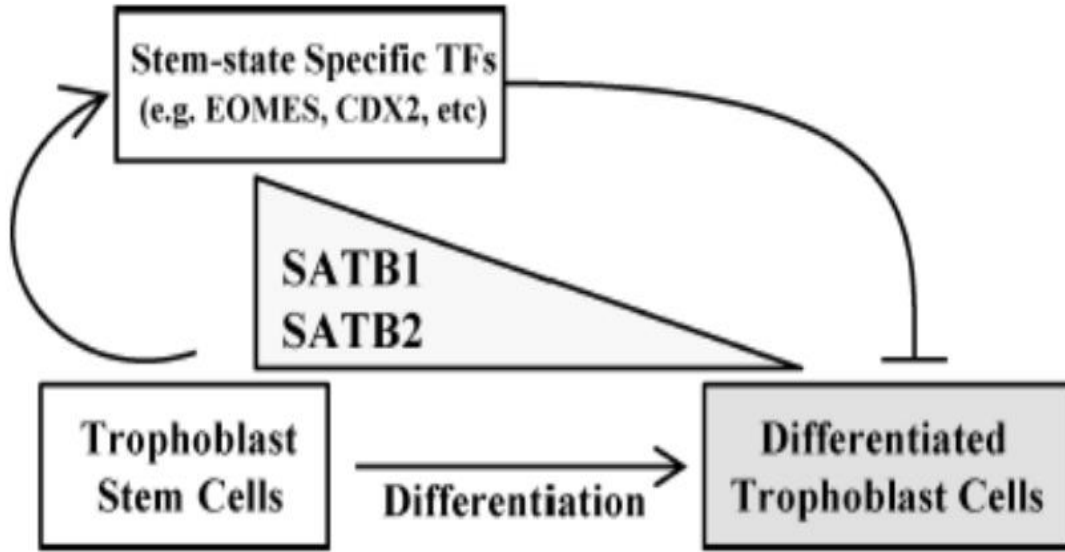 Stem-state Specific TFs
(e.g. EOMES, CDX2, etc)
SATB1
SATB2
Trophoblast
Stem Cells
Differentiation
Differentiated
Trophoblast Cells